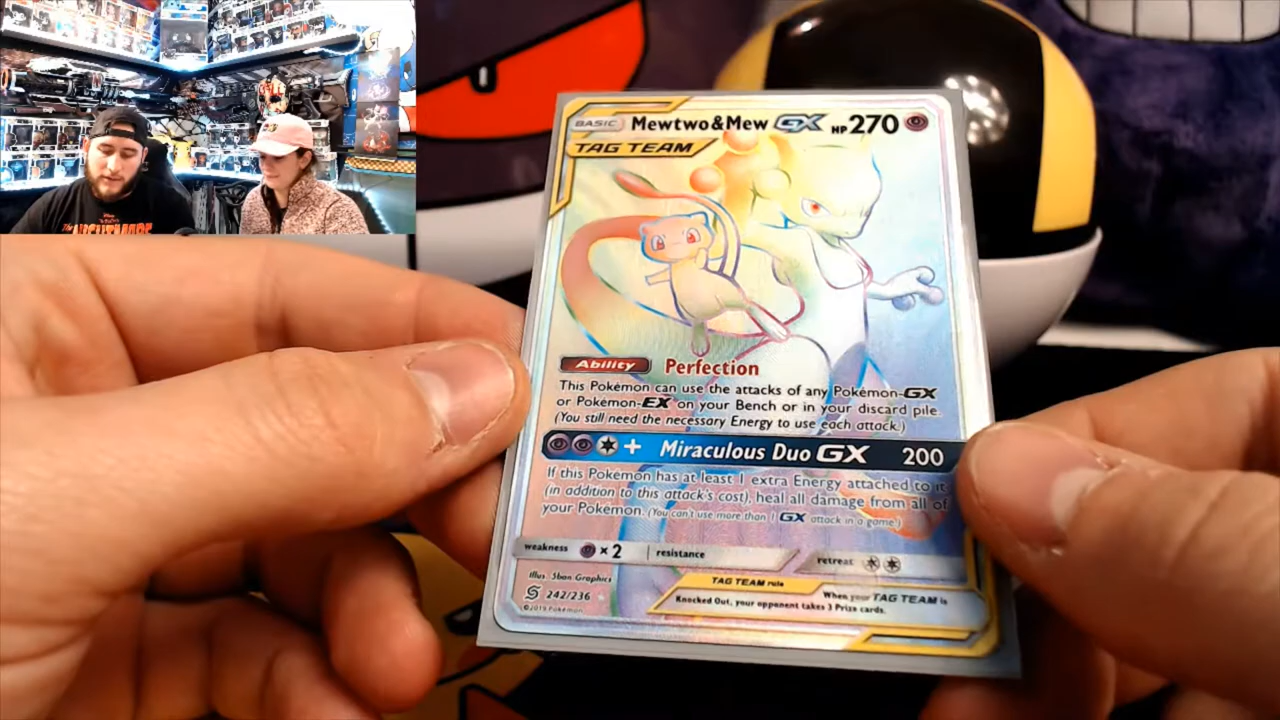 The
NIGHTMARE
BASIC Mewtwo&Mew GX HP 270
TAG TEAM
Ability Perfection
This Pokémon can use the attacks of any Pokémon-GX
or Pokémon-EX on your Bench or in your discard pile.
(You still need the necessary Energy to use each attack.)
+ Miraculous Duo GX 200
If this Pokémon has at least 1 extra Energy attached to it
(in addition to this attack's cost), heal all damage from all of
your Pokémon. (You can't use more than 1 GX attack in a game.)
weakness ×2 resistance retreat
Illus. 5ban Graphics
242/236
©2019 Pokémon
TAG TEAM rule
When your TAG TEAM is
Knocked Out, your opponent takes 3 Prize cards.